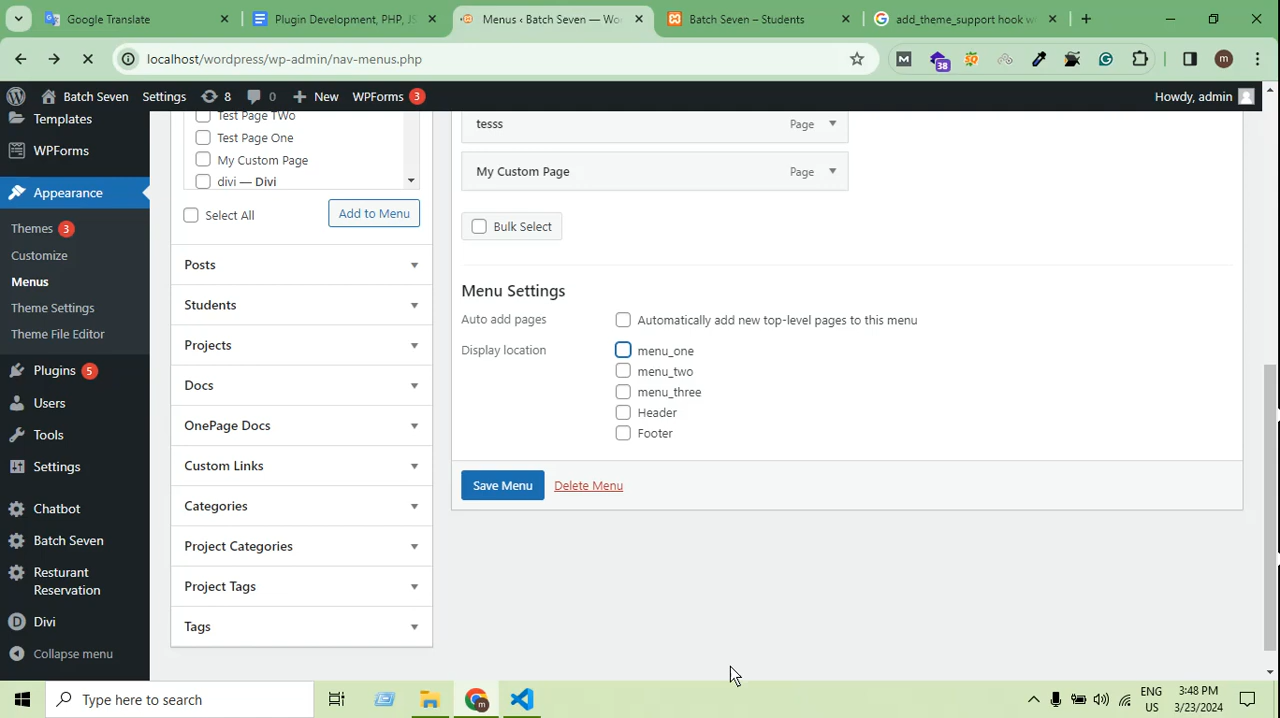 Google Translate
Plugin Development, PHP, JS
Menus ‹ Batch Seven — Wo
Batch Seven – Students
add_theme_support hook w
localhost/wordpress/wp-admin/nav-menus.php
38
m
Batch Seven
Settings
8
0
New
WPForms 3
Howdy, admin
Templates
WPForms
Appearance
Themes 3
Customize
Menus
Theme Settings
Theme File Editor
Plugins 5
Users
Tools
Settings
Chatbot
Batch Seven
Resturant
Reservation
Divi
Collapse menu
Test Page TWo
Test Page One
My Custom Page
divi — Divi
Select All
Add to Menu
Posts
Students
Projects
Docs
OnePage Docs
Custom Links
Categories
Project Categories
Project Tags
Tags
tesss Page
My Custom Page Page
Bulk Select
Menu Settings
Auto add pages
Automatically add new top-level pages to this menu
Display location
menu_one
menu_two
menu_three
Header
Footer
Save Menu
Delete Menu
Type here to search
ENG
US
3:48 PM
3/23/2024